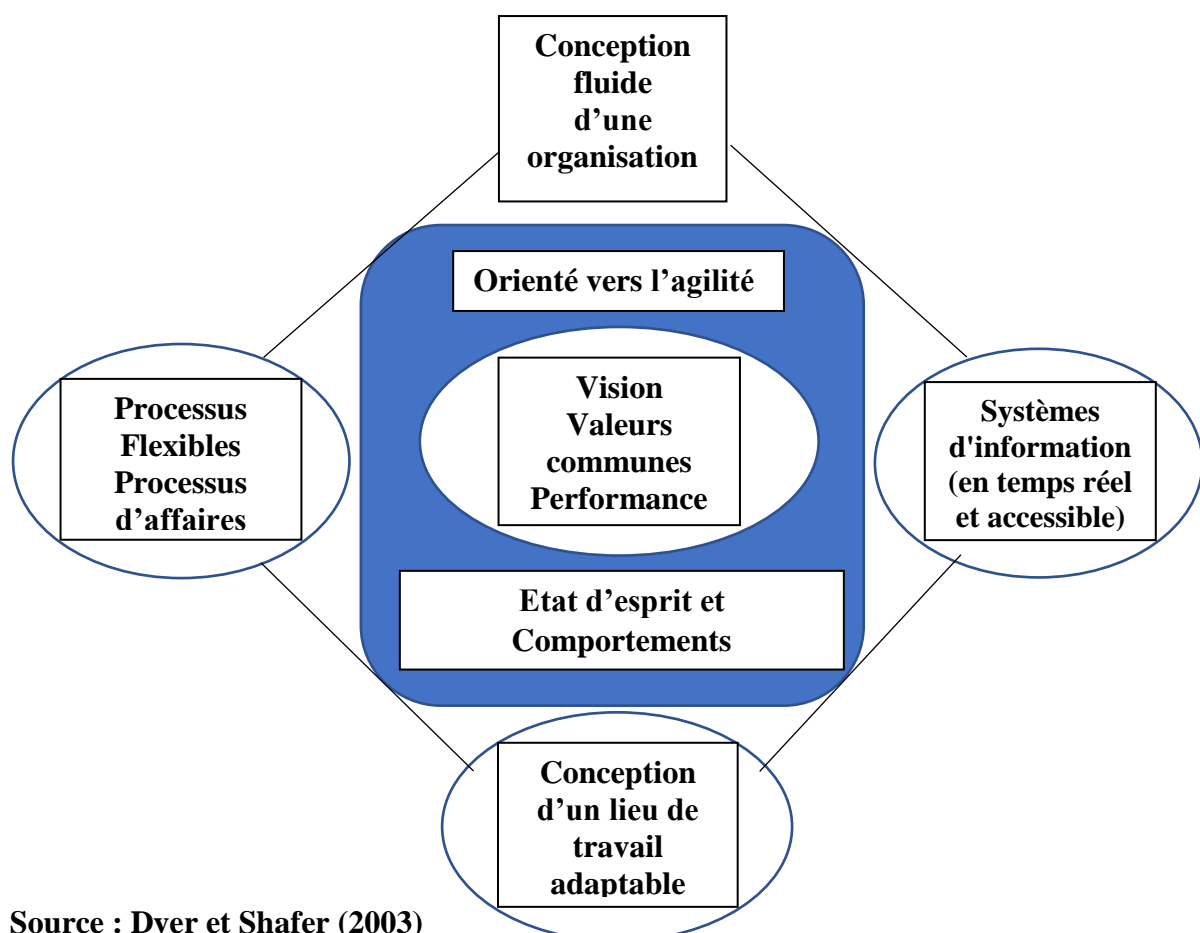 Conception
fluide
d’une
organisation
Orienté vers l’agilité
Processus
Flexibles
Processus
d’affaires
Vision
Valeurs
communes
Performance
Systèmes
d'information
(en temps réel
et accessible)
Etat d’esprit et
Comportements
Conception
d’un lieu de
travail
adaptable
Source : Dyer et Shafer (2003)